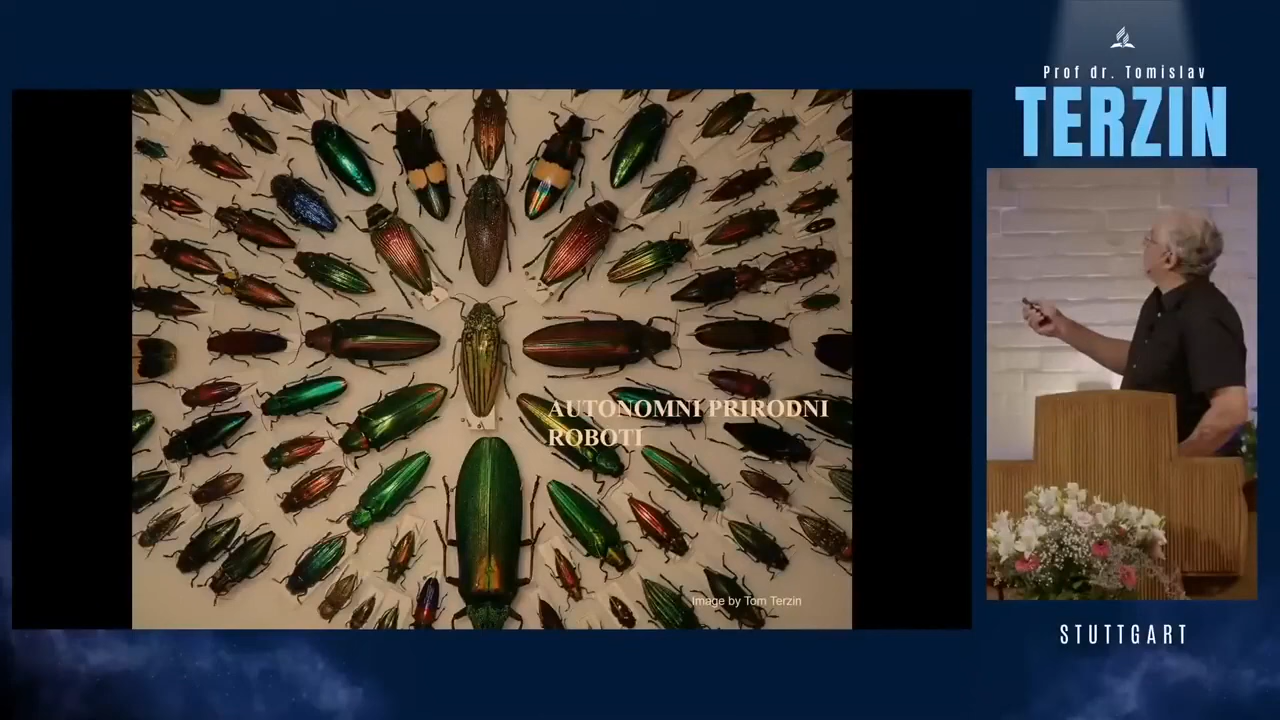 Prof dr. Tomislav
TERZIN
AUTONOMNI PRIRODNI
ROBOTI
Image by Tom Terzin
STUTTGART